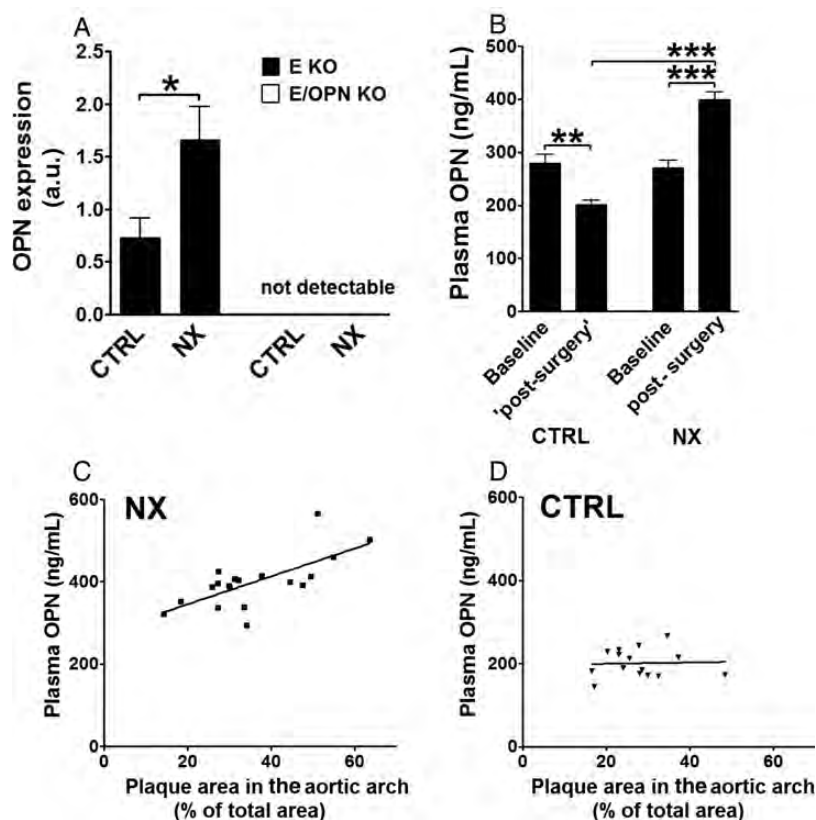 A
OPN expression
(a.u.)
2.5
2.0
1.5
1.0
0.5
0.0
*
E KO
E/OPN KO
not detectable
CTRL
NX
CTRL
NX
B
Plasma OPN (ng/mL)
500
400
300
200
100
0
**
***
***
Baseline
'post-surgery'
Baseline
post - surgery
CTRL
NX
C
NX
Plasma OPN (ng/mL)
600
400
200
0
0
20
40
60
Plaque area in the aortic arch
(% of total area)
D
CTRL
Plasma OPN (ng/mL)
600
400
200
0
0
20
40
60
Plaque area in the aortic arch
(% of total area)